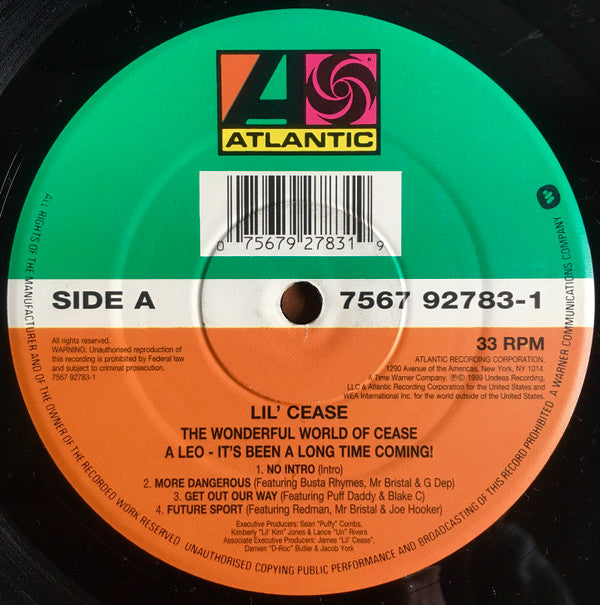 ATLANTIC
0 75679 27831 9
SIDE A
7567 92783-1
All rights reserved.
WARNING: Unauthorised reproduction of
this recording is prohibited by Federal law
and subject to criminal prosecution.
7567 92783-1
33 RPM
ATLANTIC RECORDING CORPORATION,
1290 Avenue of the Americas, New York, NY 1014.
A Time Warner Company. ℗© 1999 Undeas Recording,
LLC & Atlantic Recording Corporation for the United States and
WEA International Inc. for the world outside of the United States.
LIL' CEASE
THE WONDERFUL WORLD OF CEASE
A LEO - IT'S BEEN A LONG TIME COMING!
1. NO INTRO (Intro)
2. MORE DANGEROUS (Featuring Busta Rhymes, Mr Bristal & G Dep)
3. GET OUT OUR WAY (Featuring Puff Daddy & Blake C)
4. FUTURE SPORT (Featuring Redman, Mr Bristal & Joe Hooker)
Executive Producers: Sean "Puffy" Combs,
Kimberly "Lil' Kim" Jones & Lance "Un" Rivera
Associate Executive Producers: James "Lil' Cease",
Damien "D-Roc" Butler & Jacob York
ALL RIGHTS OF THE MANUFACTURER AND OF THE OWNER OF THE RECORDED WORK RESERVED UNAUTHORISED COPYING PUBLIC PERFORMANCE AND BROADCASTING OF THIS RECORD PROHIBITED A WARNER COMMUNICATIONS COMPANY